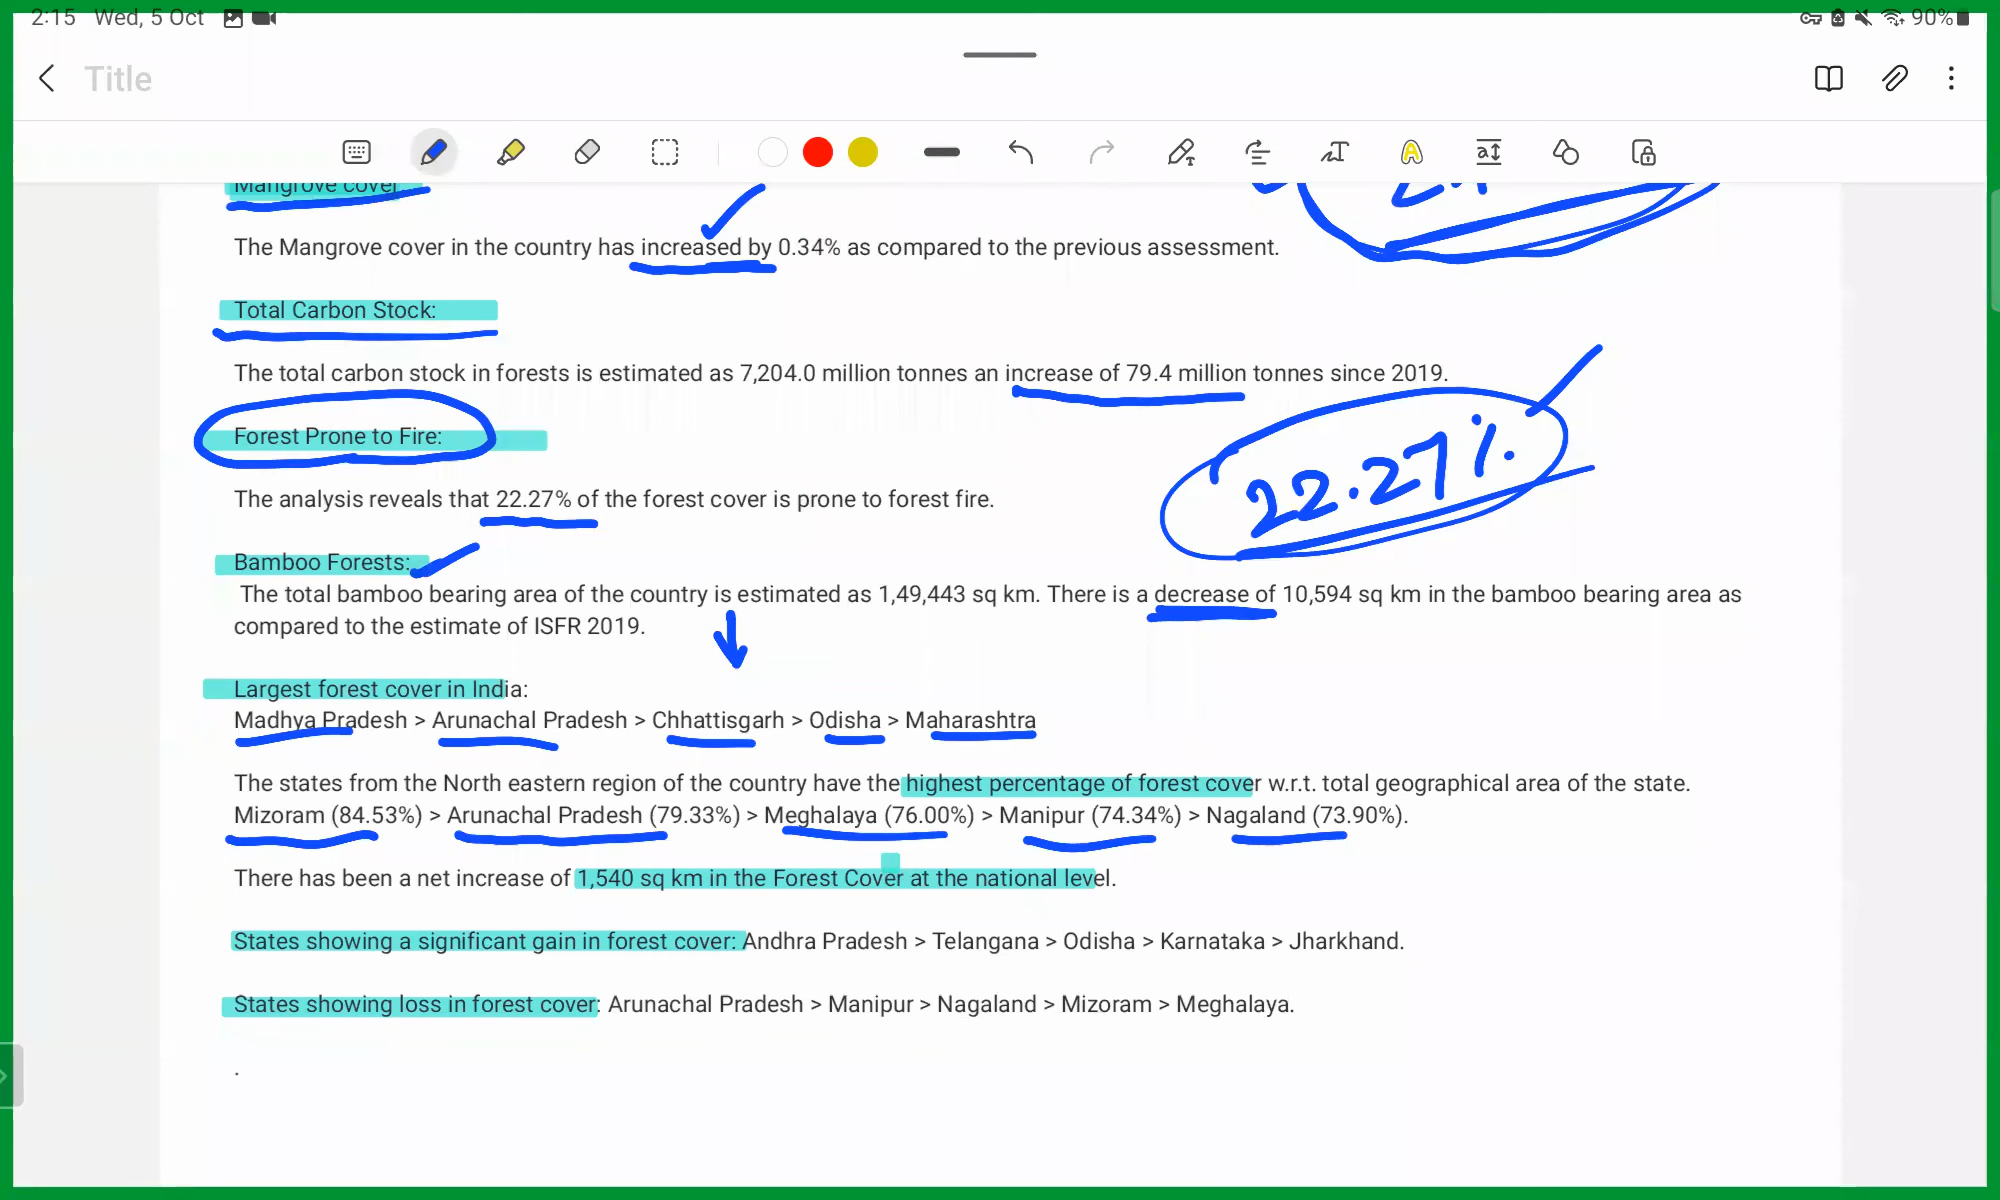 2:15 Wed, 5 Oct 90%
Title
Mangrove cover
The Mangrove cover in the country has increased by 0.34% as compared to the previous assessment.
Total Carbon Stock:
The total carbon stock in forests is estimated as 7,204.0 million tonnes an increase of 79.4 million tonnes since 2019.
Forest Prone to Fire:
22.27%
The analysis reveals that 22.27% of the forest cover is prone to forest fire.
Bamboo Forests:
The total bamboo bearing area of the country is estimated as 1,49,443 sq km. There is a decrease of 10,594 sq km in the bamboo bearing area as
compared to the estimate of ISFR 2019.
Largest forest cover in India:
Madhya Pradesh > Arunachal Pradesh > Chhattisgarh > Odisha > Maharashtra
The states from the North eastern region of the country have the highest percentage of forest cover w.r.t. total geographical area of the state.
Mizoram (84.53%) > Arunachal Pradesh (79.33%) > Meghalaya (76.00%) > Manipur (74.34%) > Nagaland (73.90%).
There has been a net increase of 1,540 sq km in the Forest Cover at the national level.
States showing a significant gain in forest cover: Andhra Pradesh > Telangana > Odisha > Karnataka > Jharkhand.
States showing loss in forest cover: Arunachal Pradesh > Manipur > Nagaland > Mizoram > Meghalaya.
.